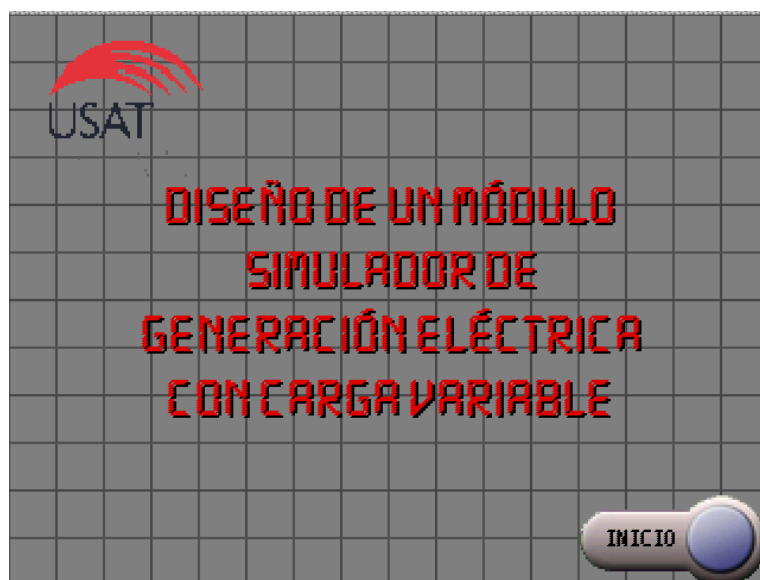 USAT
DISEÑO DE UN MÓDULO
SIMULADOR DE
GENERACIÓN ELÉCTRICA
CON CARGA VARIABLE
INICIO